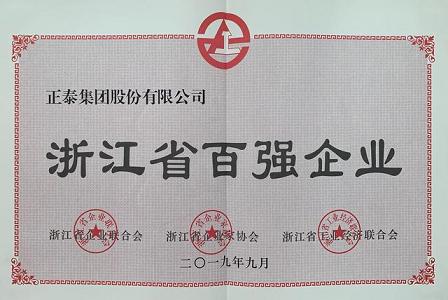 正泰集团股份有限公司
浙江省百强企业
浙江省企业联合会 浙江省企业家协会 浙江省工业经济联合会
二〇一九年九月